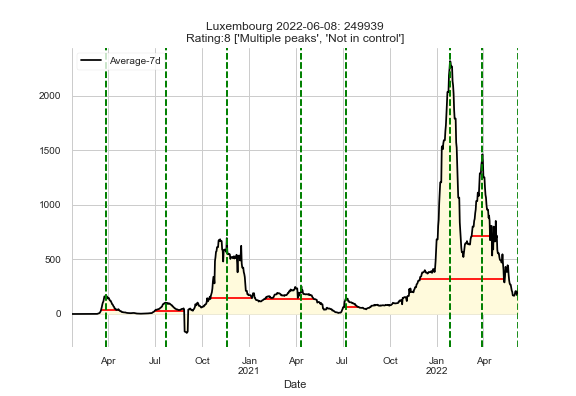 Luxembourg 2022-06-08: 249939
Rating:8 ['Multiple peaks', 'Not in control']
Average-7d
2000
1500
1000
500
0
Apr Jul Oct Jan Apr Jul Oct Jan Apr
2021 2022
Date